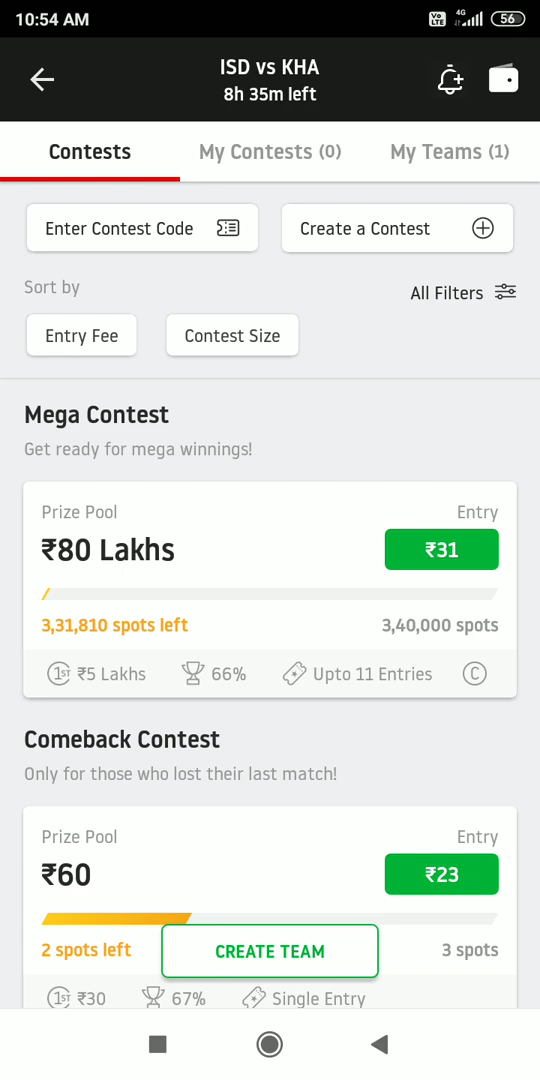 10:54 AM
Vo LTE 4G 56
ISD vs KHA
8h 35m left
Contests My Contests (0) My Teams (1)
Enter Contest Code Create a Contest
Sort by All Filters
Entry Fee Contest Size
Mega Contest
Get ready for mega winnings!
Prize Pool Entry
₹80 Lakhs ₹31
3,31,810 spots left 3,40,000 spots
1ST ₹5 Lakhs 66% Upto 11 Entries C
Comeback Contest
Only for those who lost their last match!
Prize Pool Entry
₹60 ₹23
2 spots left CREATE TEAM 3 spots
1ST ₹30 67% Single Entry